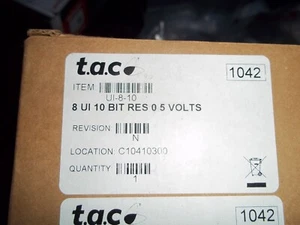 t.a.c
1042
ITEM
UI-8-10
8 UI 10 BIT RES 0 5 VOLTS
REVISION
N
LOCATION: C10410300
QUANTITY
1
t.a.c
1042